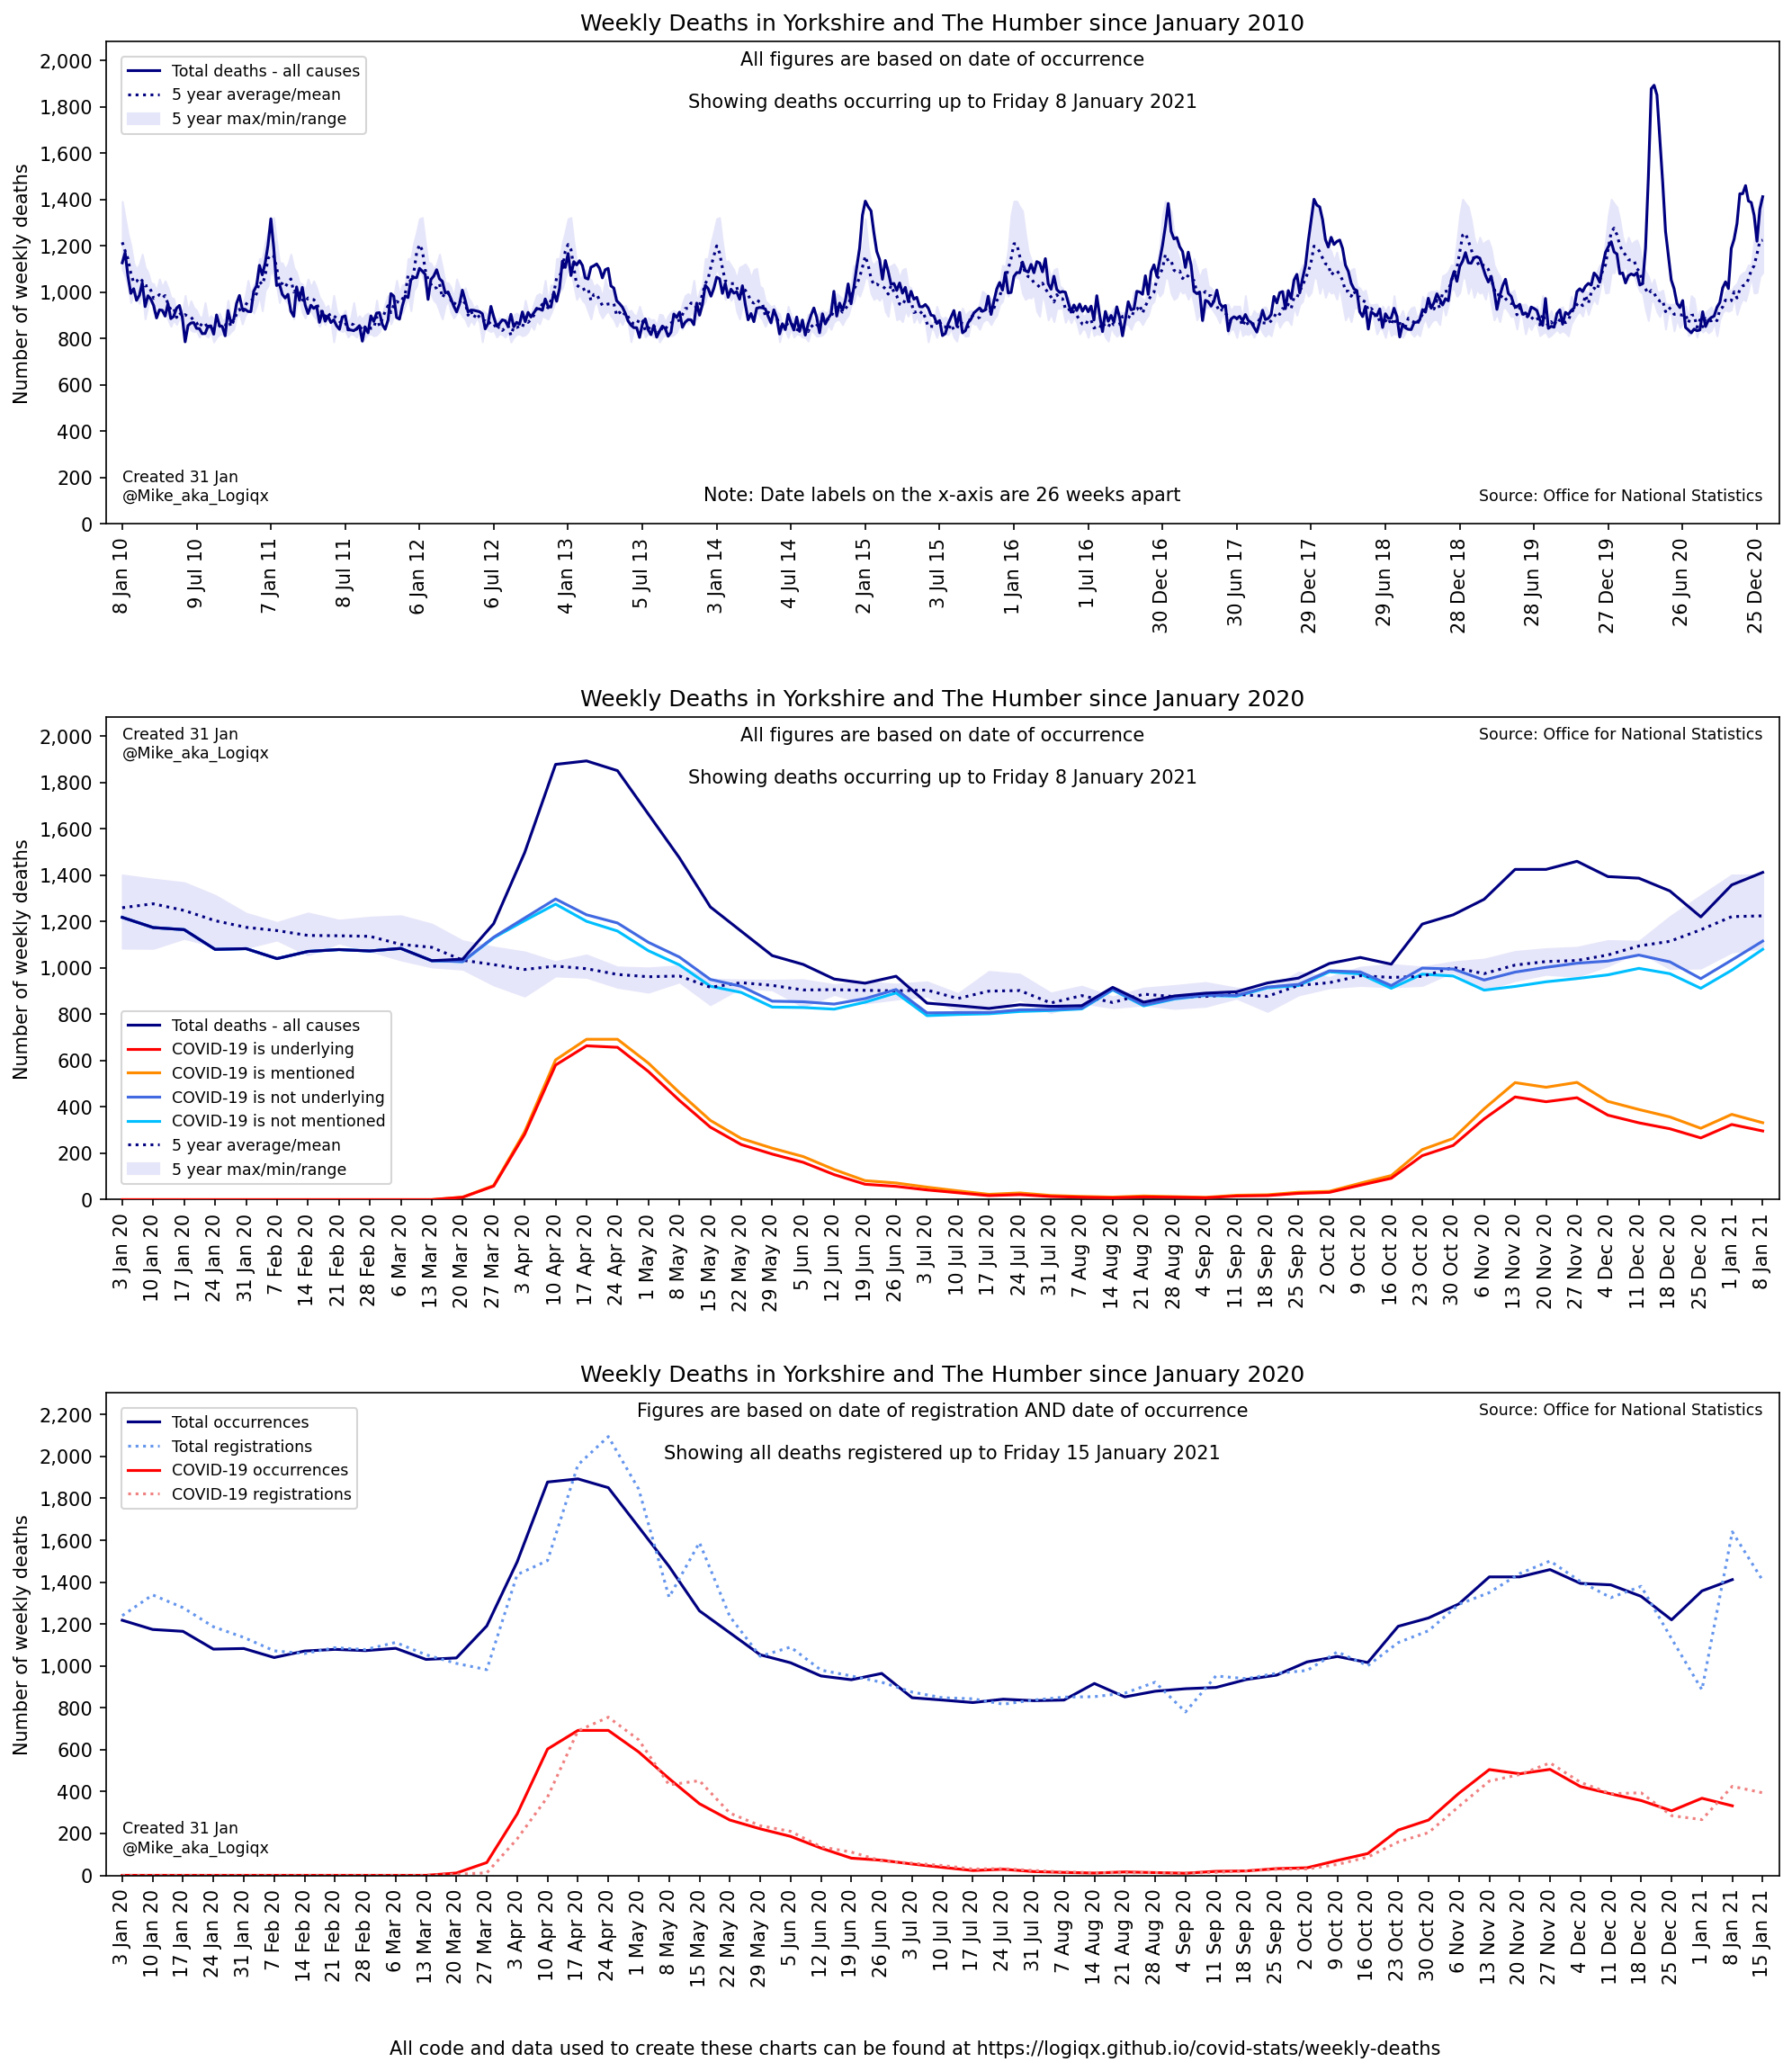 Weekly Deaths in Yorkshire and The Humber since January 2010
All figures are based on date of occurrence
Showing deaths occurring up to Friday 8 January 2021
Total deaths - all causes
5 year average/mean
5 year max/min/range
Number of weekly deaths
2,000
1,800
1,600
1,400
1,200
1,000
800
600
400
200
0
Created 31 Jan
@Mike_aka_Logiqx
Note: Date labels on the x-axis are 26 weeks apart
Source: Office for National Statistics
8 Jan 10
9 Jul 10
7 Jan 11
8 Jul 11
6 Jan 12
6 Jul 12
4 Jan 13
5 Jul 13
3 Jan 14
4 Jul 14
2 Jan 15
3 Jul 15
1 Jan 16
1 Jul 16
30 Dec 16
30 Jun 17
29 Dec 17
29 Jun 18
28 Dec 18
28 Jun 19
27 Dec 19
26 Jun 20
25 Dec 20
Weekly Deaths in Yorkshire and The Humber since January 2020
Created 31 Jan
@Mike_aka_Logiqx
All figures are based on date of occurrence
Showing deaths occurring up to Friday 8 January 2021
Source: Office for National Statistics
Number of weekly deaths
2,000
1,800
1,600
1,400
1,200
1,000
800
600
400
200
0
Total deaths - all causes
COVID-19 is underlying
COVID-19 is mentioned
COVID-19 is not underlying
COVID-19 is not mentioned
5 year average/mean
5 year max/min/range
3 Jan 20
10 Jan 20
17 Jan 20
24 Jan 20
31 Jan 20
7 Feb 20
14 Feb 20
21 Feb 20
28 Feb 20
6 Mar 20
13 Mar 20
20 Mar 20
27 Mar 20
3 Apr 20
10 Apr 20
17 Apr 20
24 Apr 20
1 May 20
8 May 20
15 May 20
22 May 20
29 May 20
5 Jun 20
12 Jun 20
19 Jun 20
26 Jun 20
3 Jul 20
10 Jul 20
17 Jul 20
24 Jul 20
31 Jul 20
7 Aug 20
14 Aug 20
21 Aug 20
28 Aug 20
4 Sep 20
11 Sep 20
18 Sep 20
25 Sep 20
2 Oct 20
9 Oct 20
16 Oct 20
23 Oct 20
30 Oct 20
6 Nov 20
13 Nov 20
20 Nov 20
27 Nov 20
4 Dec 20
11 Dec 20
18 Dec 20
25 Dec 20
1 Jan 21
8 Jan 21
Weekly Deaths in Yorkshire and The Humber since January 2020
Figures are based on date of registration AND date of occurrence
Showing all deaths registered up to Friday 15 January 2021
Source: Office for National Statistics
Total occurrences
Total registrations
COVID-19 occurrences
COVID-19 registrations
Number of weekly deaths
2,200
2,000
1,800
1,600
1,400
1,200
1,000
800
600
400
200
0
Created 31 Jan
@Mike_aka_Logiqx
3 Jan 20
10 Jan 20
17 Jan 20
24 Jan 20
31 Jan 20
7 Feb 20
14 Feb 20
21 Feb 20
28 Feb 20
6 Mar 20
13 Mar 20
20 Mar 20
27 Mar 20
3 Apr 20
10 Apr 20
17 Apr 20
24 Apr 20
1 May 20
8 May 20
15 May 20
22 May 20
29 May 20
5 Jun 20
12 Jun 20
19 Jun 20
26 Jun 20
3 Jul 20
10 Jul 20
17 Jul 20
24 Jul 20
31 Jul 20
7 Aug 20
14 Aug 20
21 Aug 20
28 Aug 20
4 Sep 20
11 Sep 20
18 Sep 20
25 Sep 20
2 Oct 20
9 Oct 20
16 Oct 20
23 Oct 20
30 Oct 20
6 Nov 20
13 Nov 20
20 Nov 20
27 Nov 20
4 Dec 20
11 Dec 20
18 Dec 20
25 Dec 20
1 Jan 21
8 Jan 21
15 Jan 21
All code and data used to create these charts can be found at https://logiqx.github.io/covid-stats/weekly-deaths